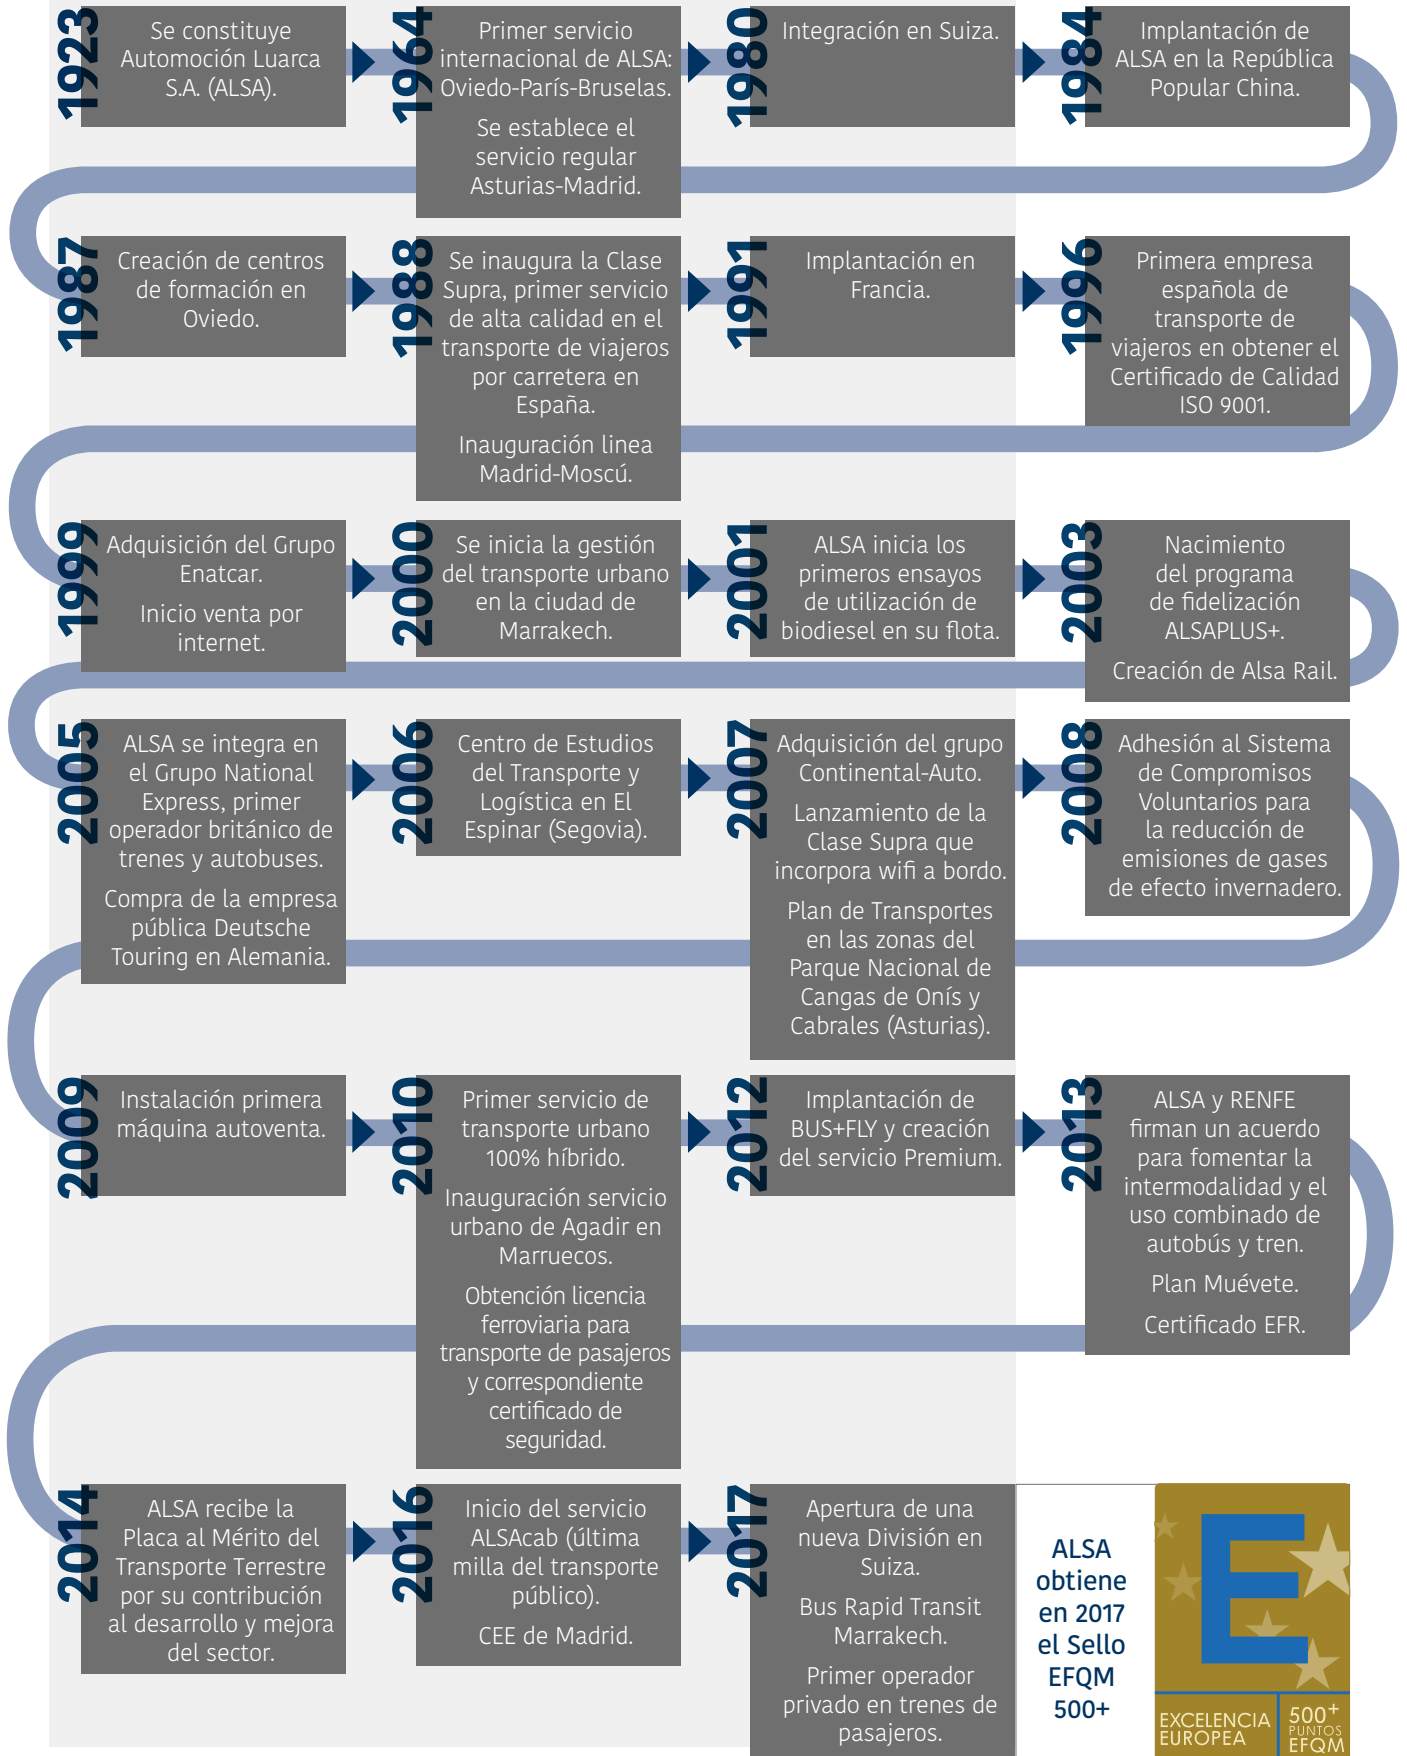 1923
Se constituye
Automoción Luarca
S.A. (ALSA).
1964
Primer servicio
internacional de ALSA:
Oviedo-París-Bruselas.
Se establece el
servicio regular
Asturias-Madrid.
1980
Integración en Suiza.
1984
Implantación de
ALSA en la República
Popular China.
1987
Creación de centros
de formación en
Oviedo.
1988
Se inaugura la Clase
Supra, primer servicio
de alta calidad en el
transporte de viajeros
por carretera en
España.
Inauguración linea
Madrid-Moscú.
1991
Implantación en
Francia.
1996
Primera empresa
española de
transporte de
viajeros en obtener el
Certificado de Calidad
ISO 9001.
1999
Adquisición del Grupo
Enatcar.
Inicio venta por
internet.
2000
Se inicia la gestión
del transporte urbano
en la ciudad de
Marrakech.
2001
ALSA inicia los
primeros ensayos
de utilización de
biodiesel en su flota.
2003
Nacimiento
del programa
de fidelización
ALSAPLUS+.
Creación de Alsa Rail.
2005
ALSA se integra en
el Grupo National
Express, primer
operador británico de
trenes y autobuses.
Compra de la empresa
pública Deutsche
Touring en Alemania.
2006
Centro de Estudios
del Transporte y
Logística en El
Espinar (Segovia).
2007
Adquisición del grupo
Continental-Auto.
Lanzamiento de la
Clase Supra que
incorpora wifi a bordo.
Plan de Transportes
en las zonas del
Parque Nacional de
Cangas de Onís y
Cabrales (Asturias).
2008
Adhesión al Sistema
de Compromisos
Voluntarios para
la reducción de
emisiones de gases
de efecto invernadero.
2009
Instalación primera
máquina autoventa.
2010
Primer servicio de
transporte urbano
100% híbrido.
Inauguración servicio
urbano de Agadir en
Marruecos.
Obtención licencia
ferroviaria para
transporte de pasajeros
y correspondiente
certificado de
seguridad.
2012
Implantación de
BUS+FLY y creación
del servicio Premium.
2013
ALSA y RENFE
firman un acuerdo
para fomentar la
intermodalidad y el
uso combinado de
autobús y tren.
Plan Muévete.
Certificado EFR.
2014
ALSA recibe la
Placa al Mérito del
Transporte Terrestre
por su contribución
al desarrollo y mejora
del sector.
2016
Inicio del servicio
ALSAcab (última
milla del transporte
público).
CEE de Madrid.
2017
Apertura de una
nueva División en
Suiza.
Bus Rapid Transit
Marrakech.
Primer operador
privado en trenes de
pasajeros.
ALSA
obtiene
en 2017
el Sello
EFQM
500+
E
EXCELENCIA
EUROPEA
500+
PUNTOS
EFQM